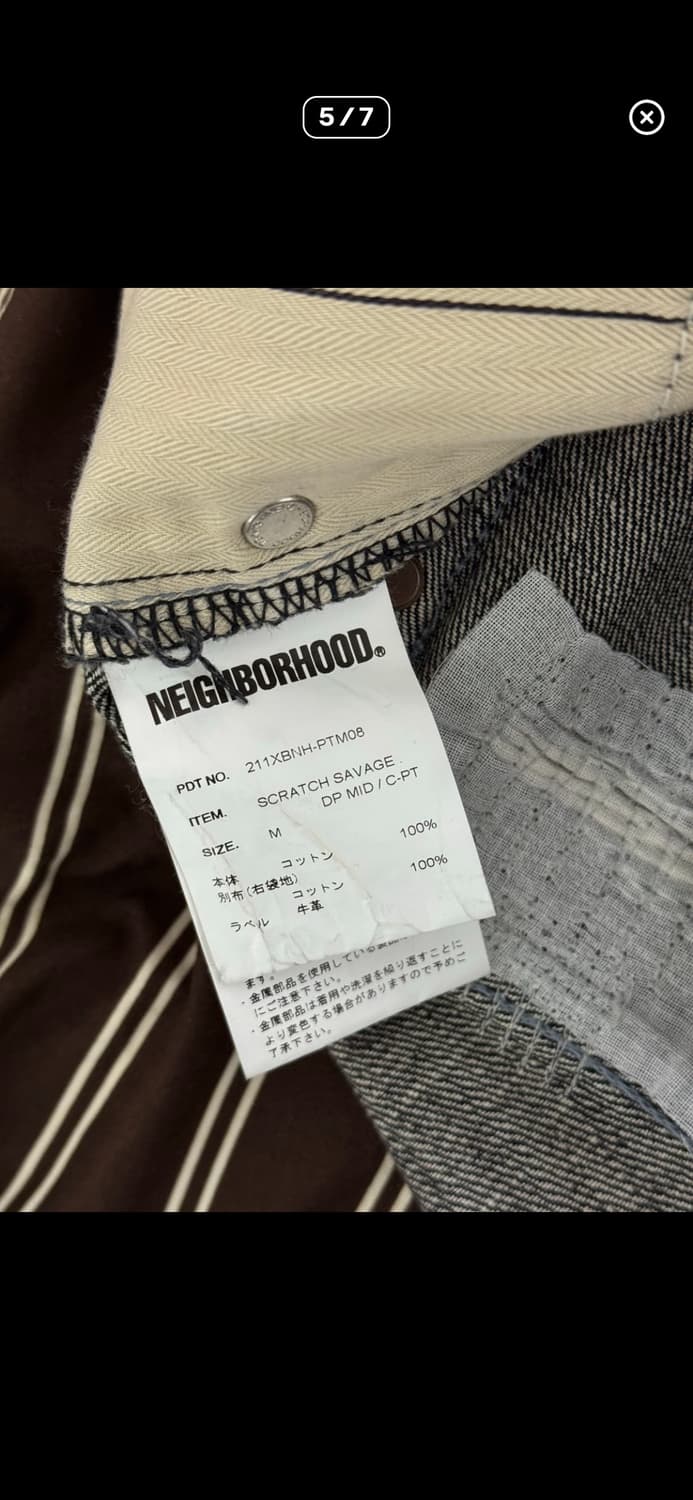 5/7
NEIGHBORHOOD®
PDT NO. 211XBNH-PTM08
ITEM. SCRATCH SAVAGE .
DP MID / C-PT
SIZE. M
本体 コットン 100%
別布(右袋地)
コットン 100%
ラベル 牛革
ます。
・金属部品を使用している
にご注意下さい。
・金属部品は着用や洗濯を繰り返すことに
より変色する場合がありますので予めご
了承下さい。